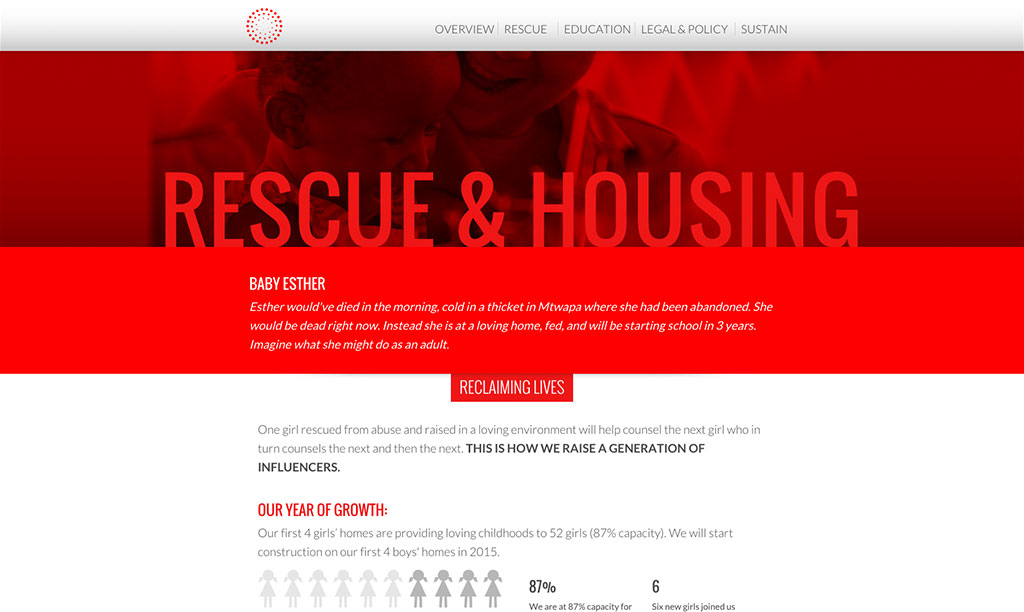 OVERVIEW RESCUE EDUCATION LEGAL & POLICY SUSTAIN
RESCUE & HOUSING
BABY ESTHER
Esther would've died in the morning, cold in a thicket in Mtwapa where she had been abandoned. She
would be dead right now. Instead she is at a loving home, fed, and will be starting school in 3 years.
Imagine what she might do as an adult.
RECLAIMING LIVES
One girl rescued from abuse and raised in a loving environment will help counsel the next girl who in
turn counsels the next and then the next. THIS IS HOW WE RAISE A GENERATION OF
INFLUENCERS.
OUR YEAR OF GROWTH:
Our first 4 girls' homes are providing loving childhoods to 52 girls (87% capacity). We will start
construction on our first 4 boys' homes in 2015.
87% 6
We are at 87% capacity for Six new girls joined us